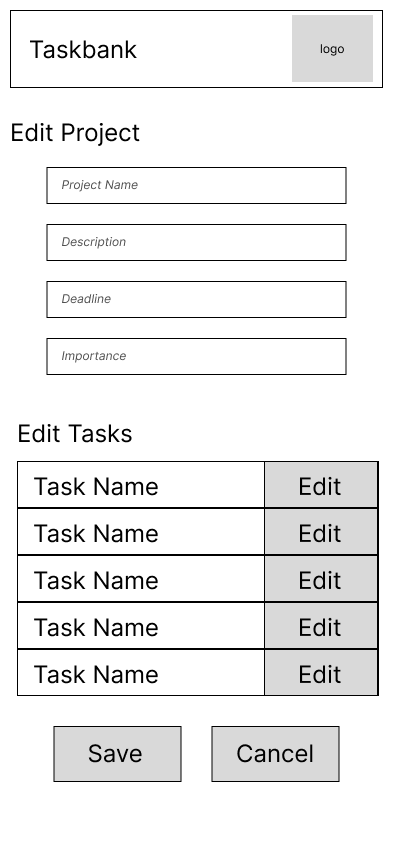 Taskbank
logo
Edit Project
Project Name
Description
Deadline
Importance
Edit Tasks
Task Name Edit
Task Name Edit
Task Name Edit
Task Name Edit
Task Name Edit
Save Cancel